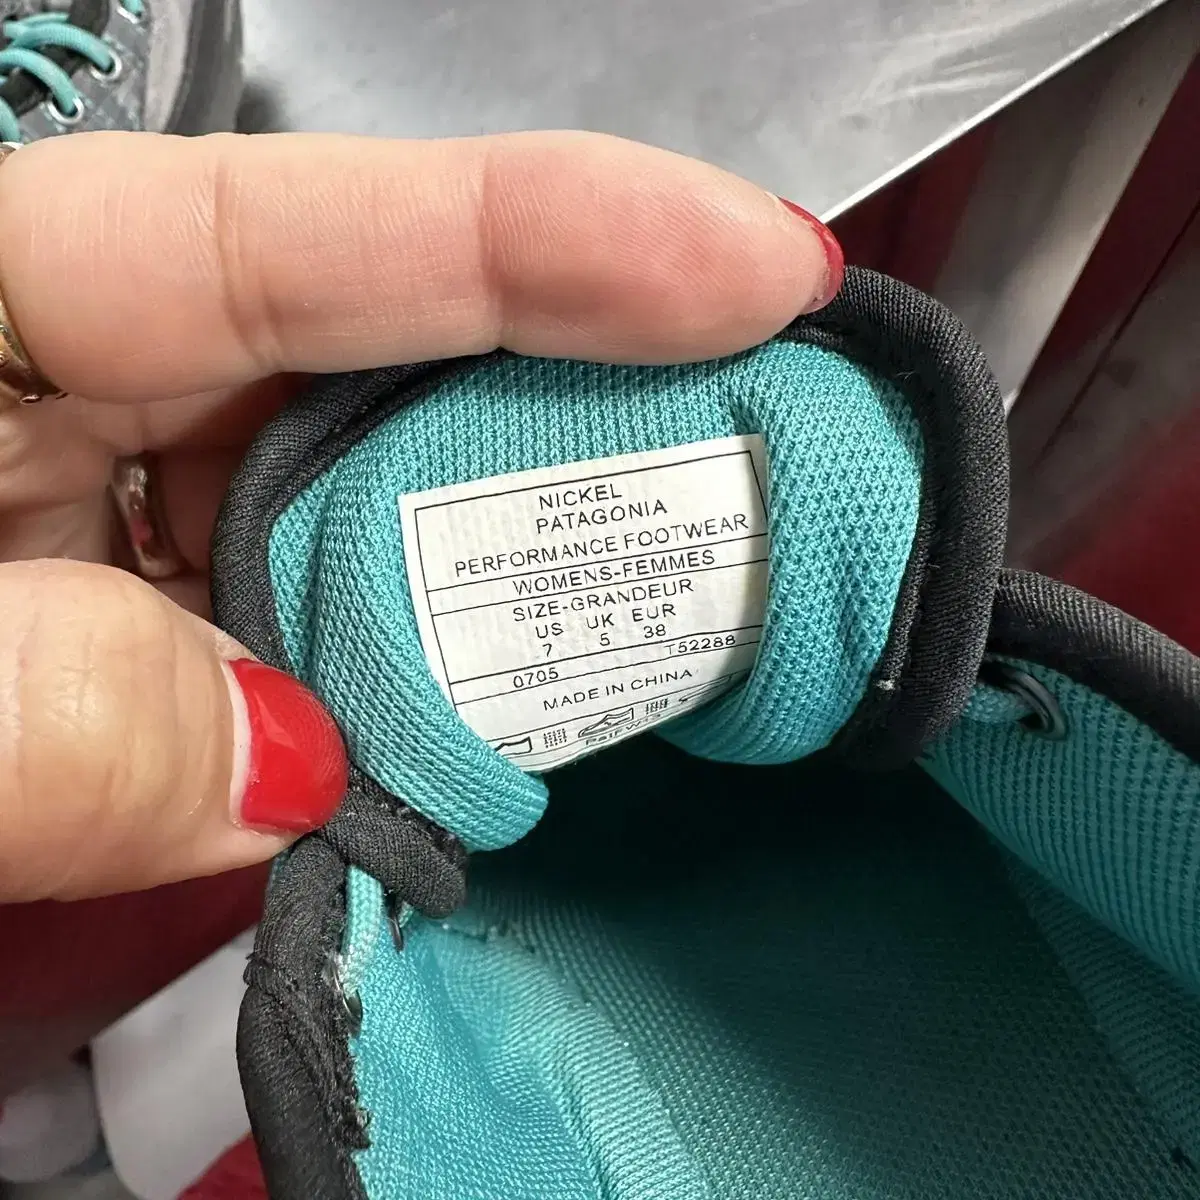 NICKEL
PATAGONIA
PERFORMANCE FOOTWEAR
WOMENS-FEMMES
SIZE-GRANDEUR
US UK EUR
7 5 38
0705 T52288
MADE IN CHINA